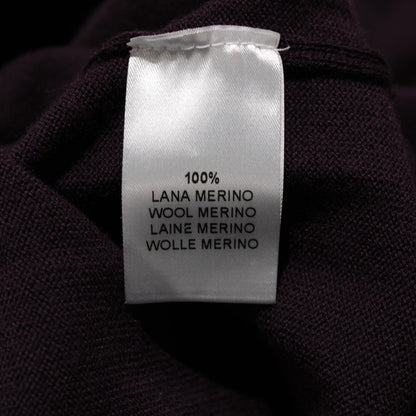 100%
LANA MERINO
WOOL MERINO
LAINE MERINO
WOLLE MERINO